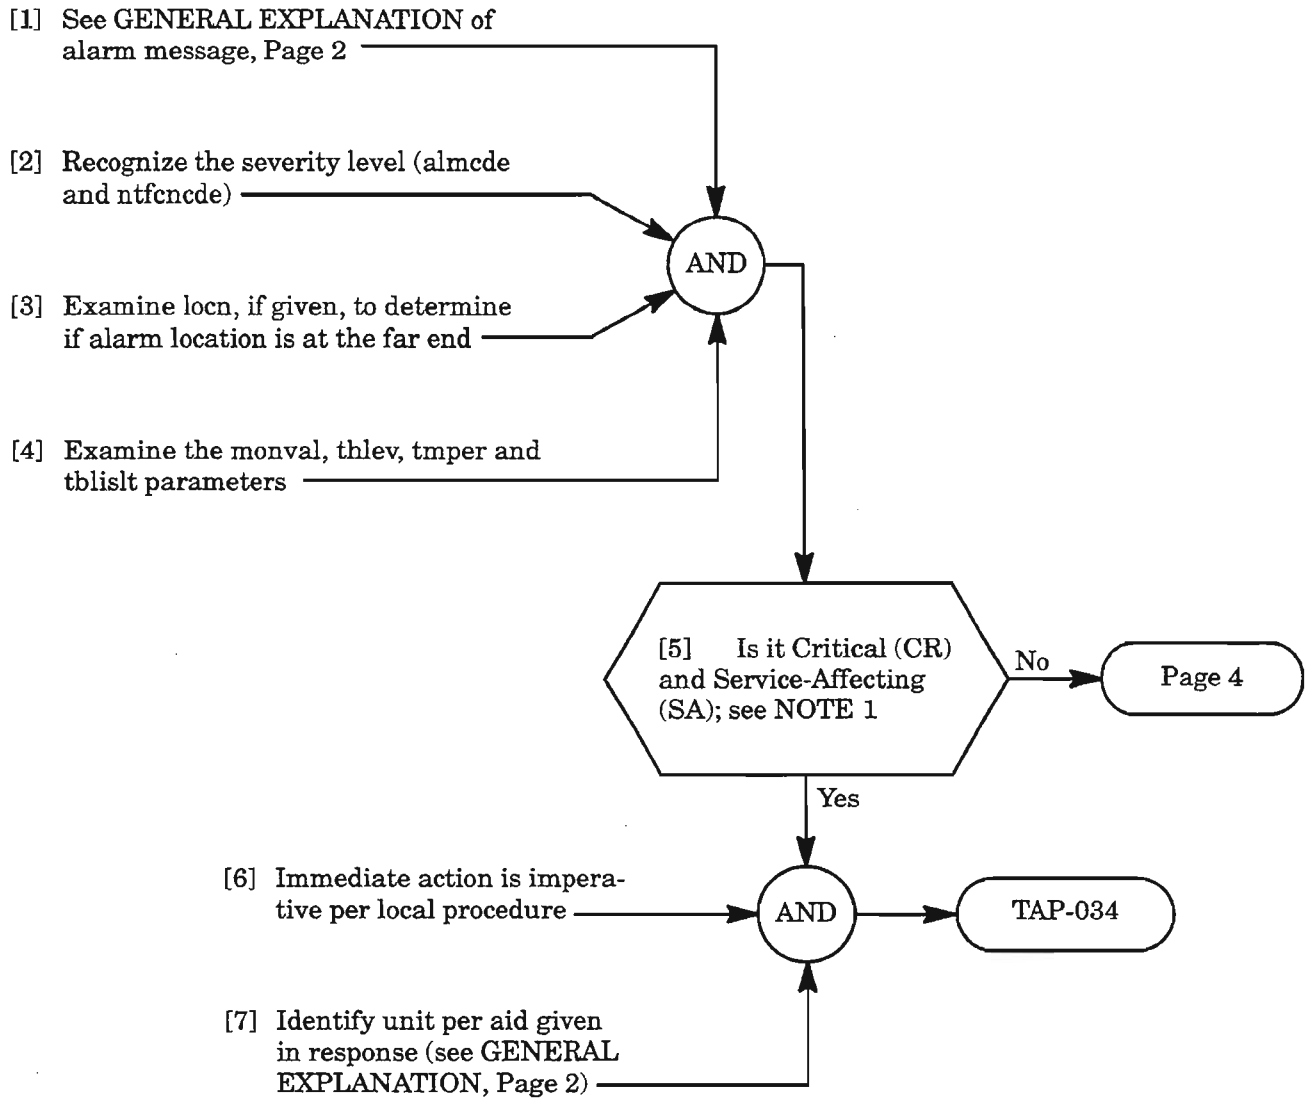 [1] See GENERAL EXPLANATION of
alarm message, Page 2
[2] Recognize the severity level (almcde
and ntfcncde)
AND
[3] Examine locn, if given, to determine
if alarm location is at the far end
[4] Examine the monval, thlev, tmper and
tblislt parameters
[5] Is it Critical (CR)
and Service-Affecting
(SA); see NOTE 1
No
Page 4
Yes
[6] Immediate action is impera-
tive per local procedure
AND
TAP-034
[7] Identify unit per aid given
in response (see GENERAL
EXPLANATION, Page 2)